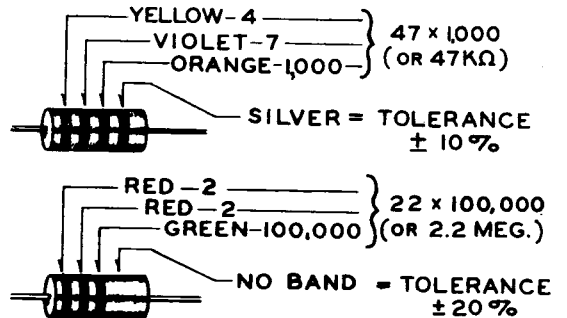 YELLOW-4
VIOLET-7
ORANGE-1,000
47 x 1,000
(OR 47KΩ)
SILVER = TOLERANCE
± 10%
RED-2
RED-2
GREEN-100,000
22 x 100,000
(OR 2.2 MEG.)
NO BAND = TOLERANCE
±20%